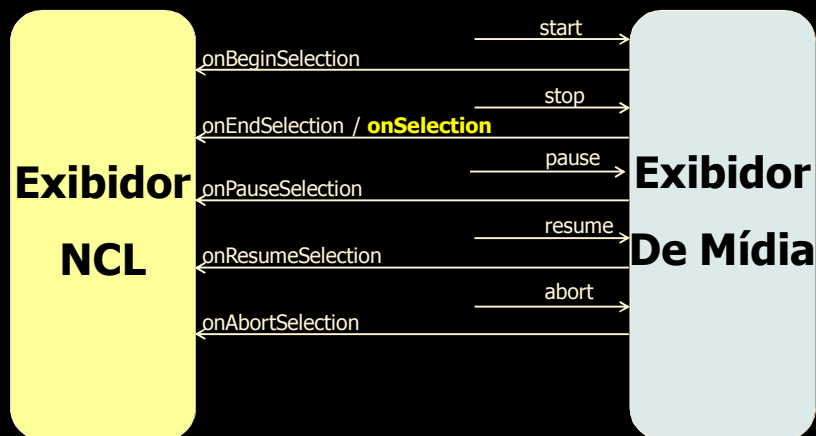 start
onBeginSelection
stop
onEndSelection / onSelection
pause
onPauseSelection
resume
onResumeSelection
abort
onAbortSelection
Exibidor
NCL
Exibidor
De Mídia